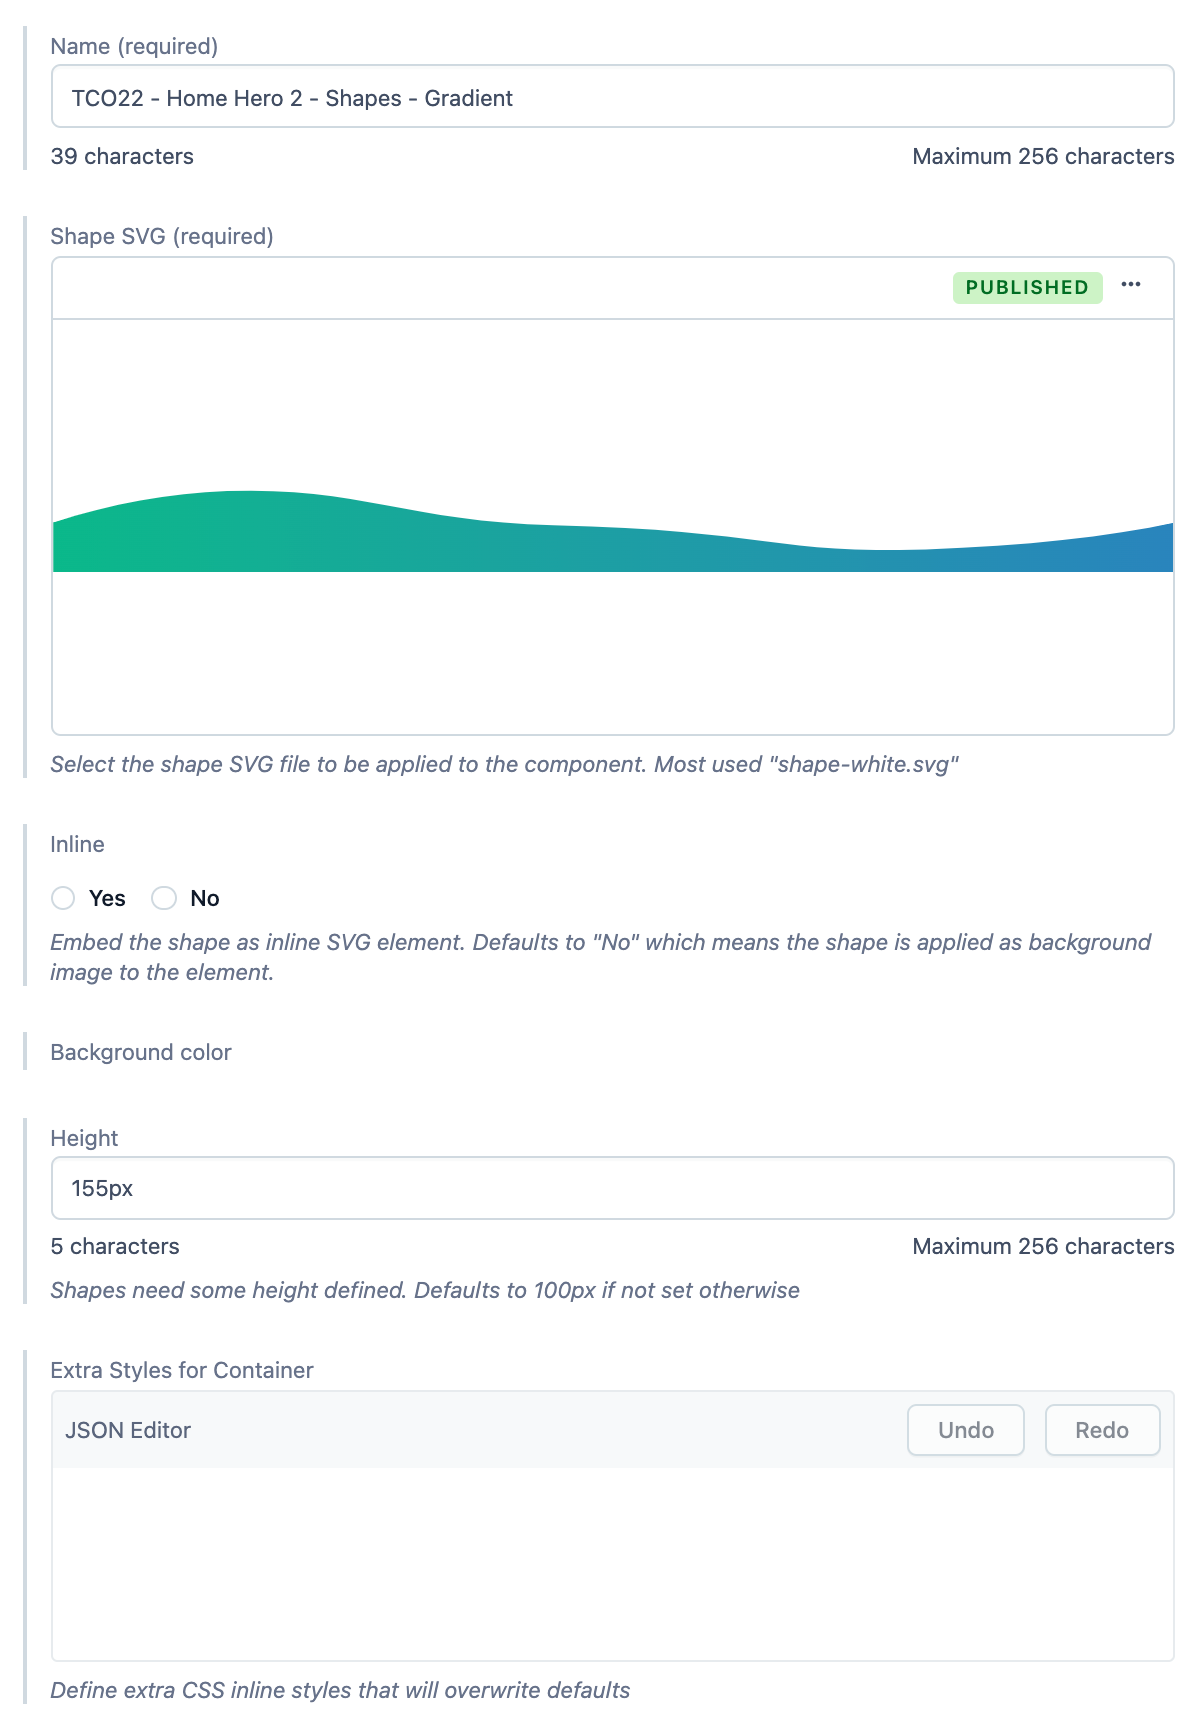 Name (required)
TCO22 - Home Hero 2 - Shapes - Gradient
39 characters
Maximum 256 characters
Shape SVG (required)
PUBLISHED
Select the shape SVG file to be applied to the component. Most used "shape-white.svg"
Inline
Yes
No
Embed the shape as inline SVG element. Defaults to "No" which means the shape is applied as background
image to the element.
Background color
Height
155px
5 characters
Maximum 256 characters
Shapes need some height defined. Defaults to 100px if not set otherwise
Extra Styles for Container
JSON Editor
Undo
Redo
Define extra CSS inline styles that will overwrite defaults